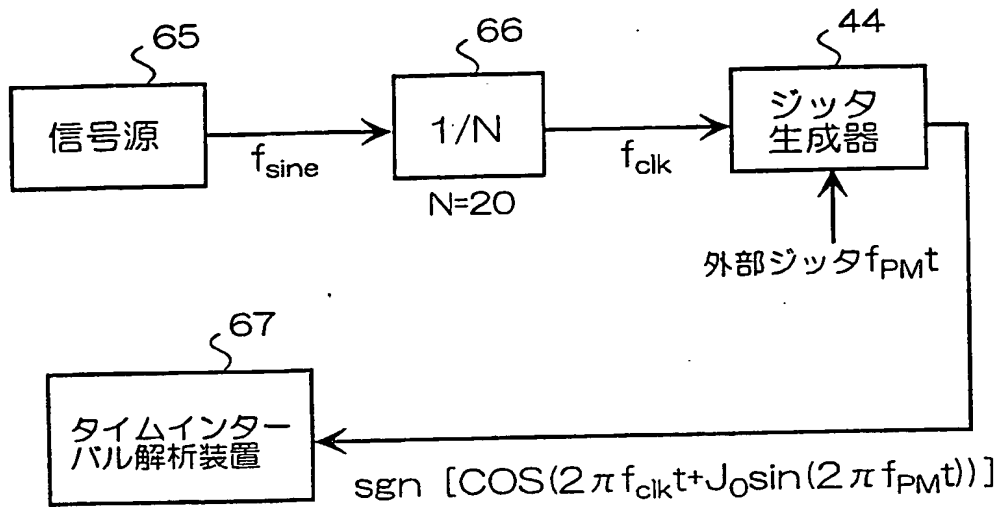 65
66
44
信号源
f_sine
1/N
N=20
f_clk
ジッタ
生成器
外部ジッタf_PMt
67
タイムインター
バル解析装置
sgn [COS(2πf_clkt+J_0sin(2πf_PMt))]